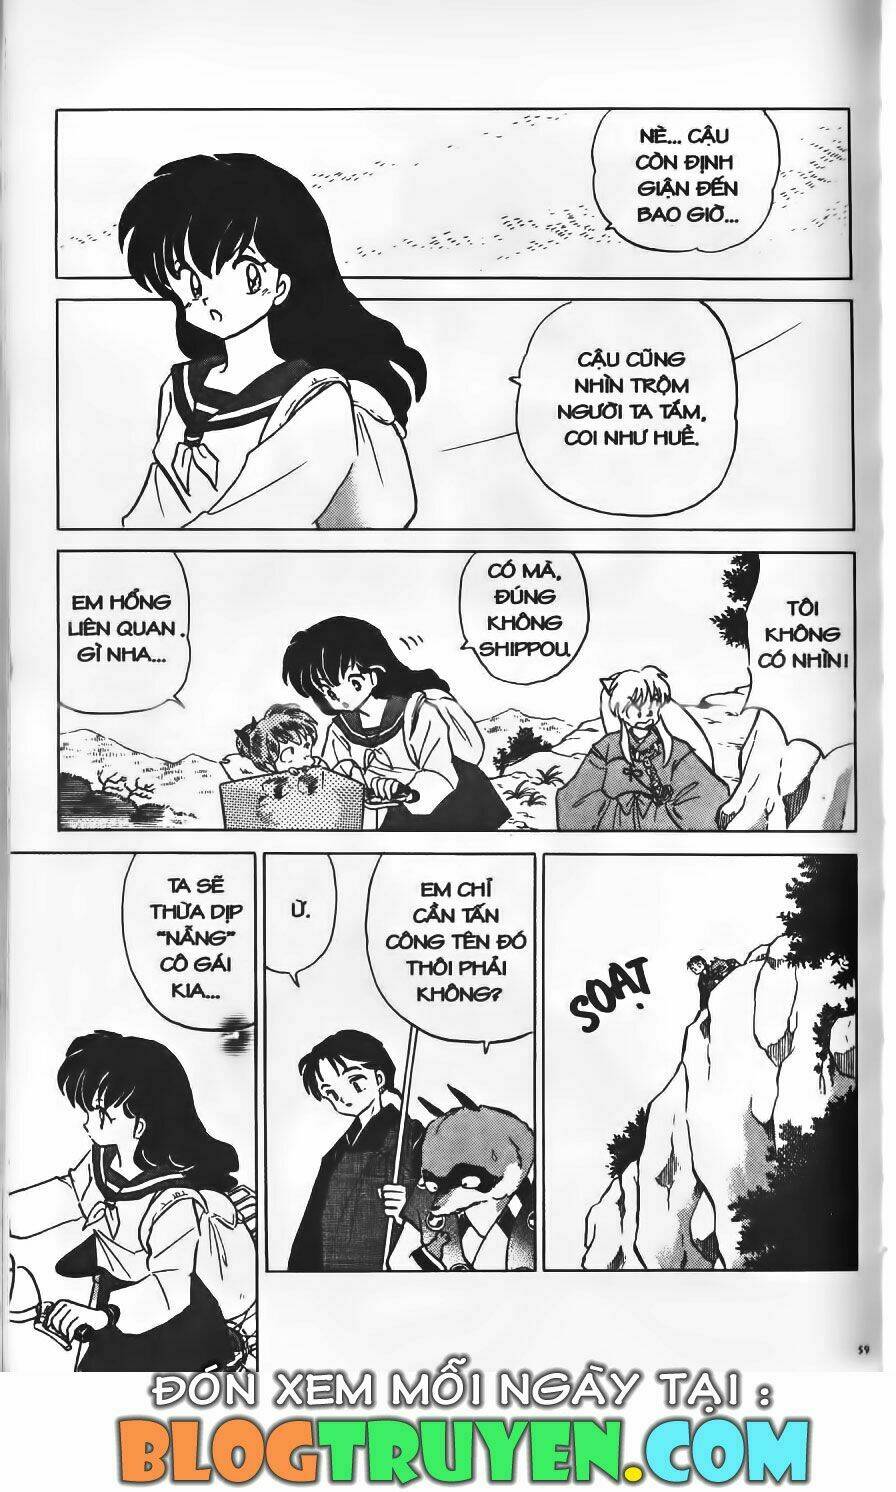 NÈ... CẬU
CÒN ĐỊNH
GIẬN ĐẾN
BAO GIỜ...
CẬU CŨNG
NHÌN TRỘM
NGƯỜI TA TẮM,
COI NHƯ HUỀ.
TÔI
KHÔNG
CÓ NHÌN!
CÓ MÀ,
ĐÚNG
KHÔNG
SHIPPOU.
EM HỔNG
LIÊN QUAN
GÌ NHA...
SOẠT
EM CHỈ
CẦN TẤN
CÔNG TÊN ĐÓ
THÔI PHẢI
KHÔNG?
Ừ.
TA SẼ
THỪA DỊP
“NẪNG”
CÔ GÁI
KIA...
59
ĐÓN XEM MỖI NGÀY TẠI :
BLOGTRUYEN.COM